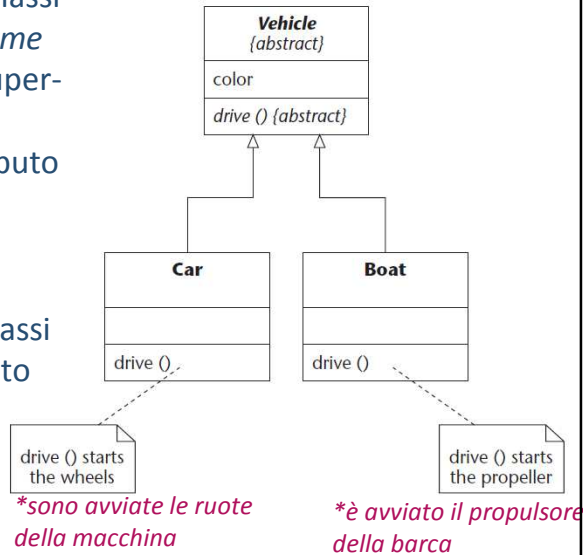 assi
me
uper-
buto
assi
to
Vehicle
{abstract}
color
drive () {abstract}
Car
drive ()
Boat
drive ()
drive () starts
the wheels
drive () starts
the propeller
*sono avviate le ruote
della macchina
*è avviato il propulsore
della barca